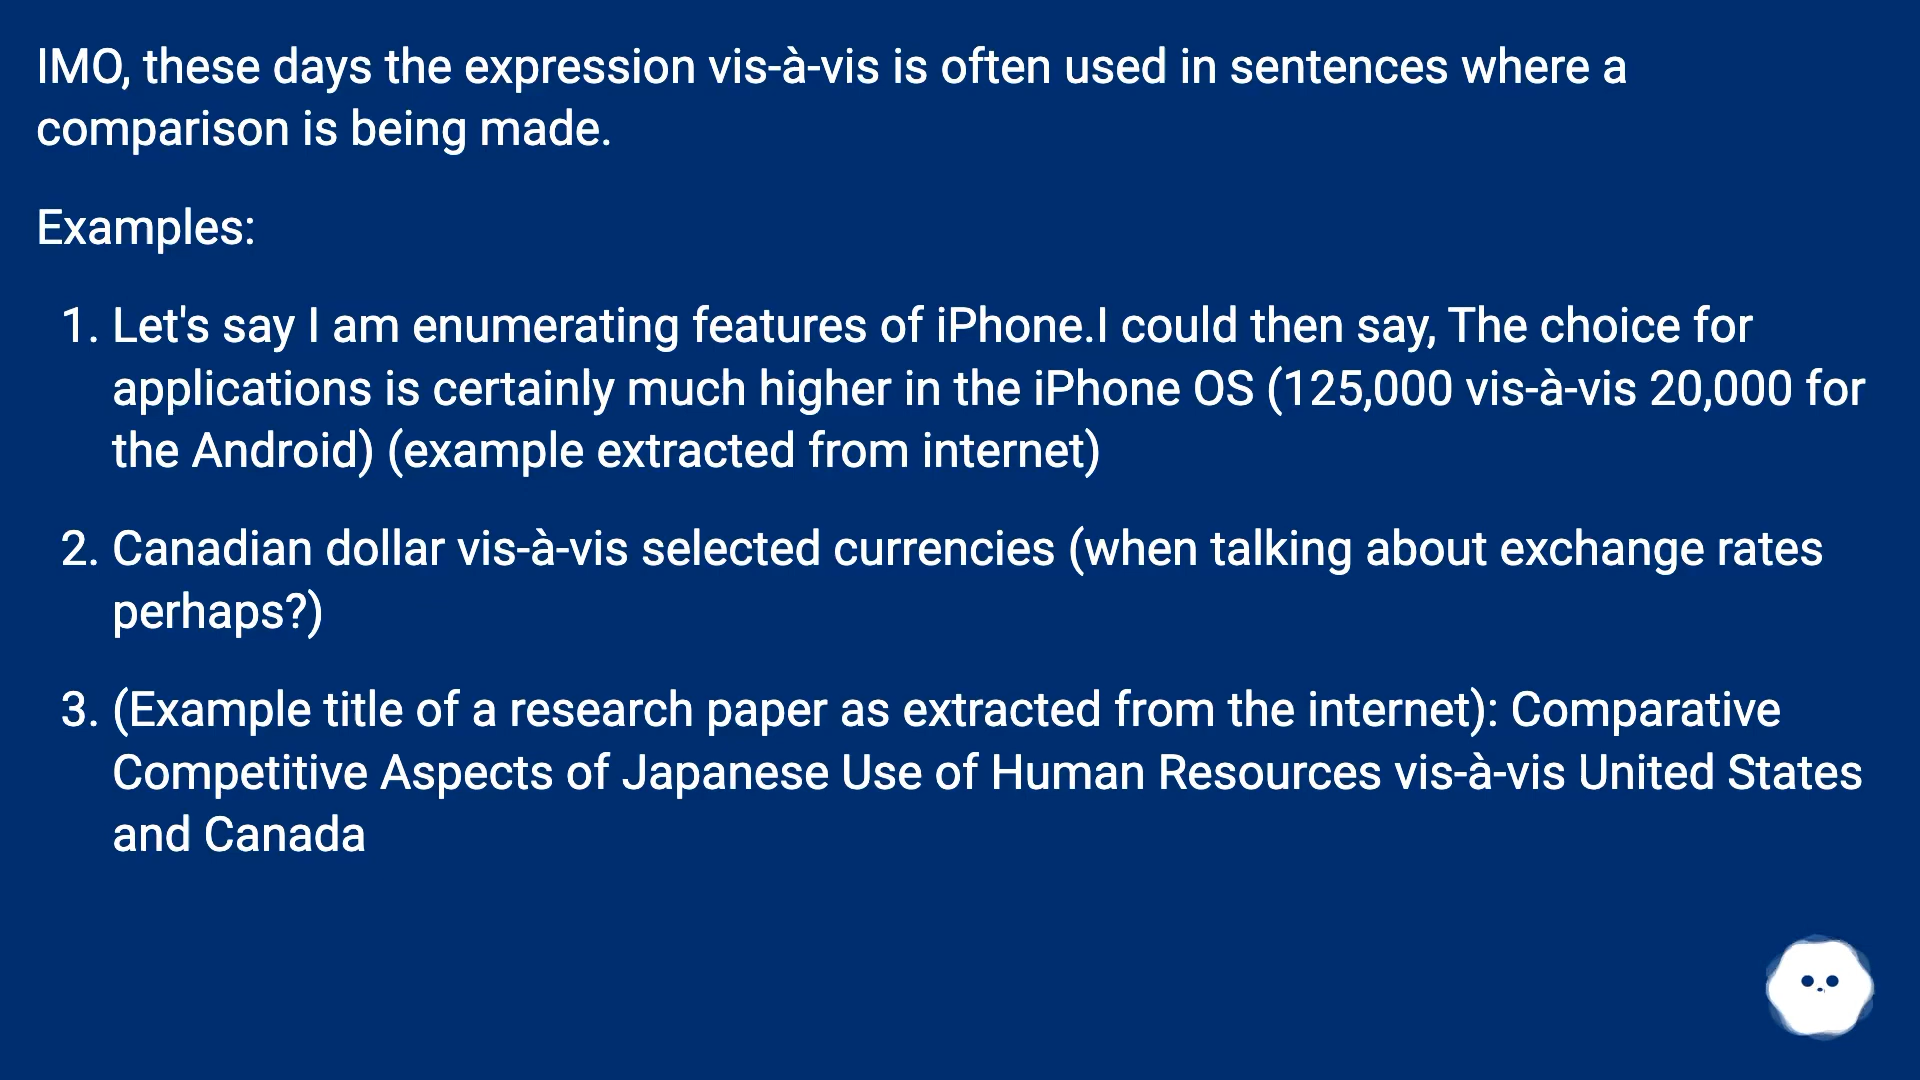 IMO, these days the expression vis-à-vis is often used in sentences where a
comparison is being made.
Examples:
1. Let's say I am enumerating features of iPhone.I could then say, The choice for
applications is certainly much higher in the iPhone OS (125,000 vis-à-vis 20,000 for
the Android) (example extracted from internet)
2. Canadian dollar vis-à-vis selected currencies (when talking about exchange rates
perhaps?)
3. (Example title of a research paper as extracted from the internet): Comparative
Competitive Aspects of Japanese Use of Human Resources vis-à-vis United States
and Canada